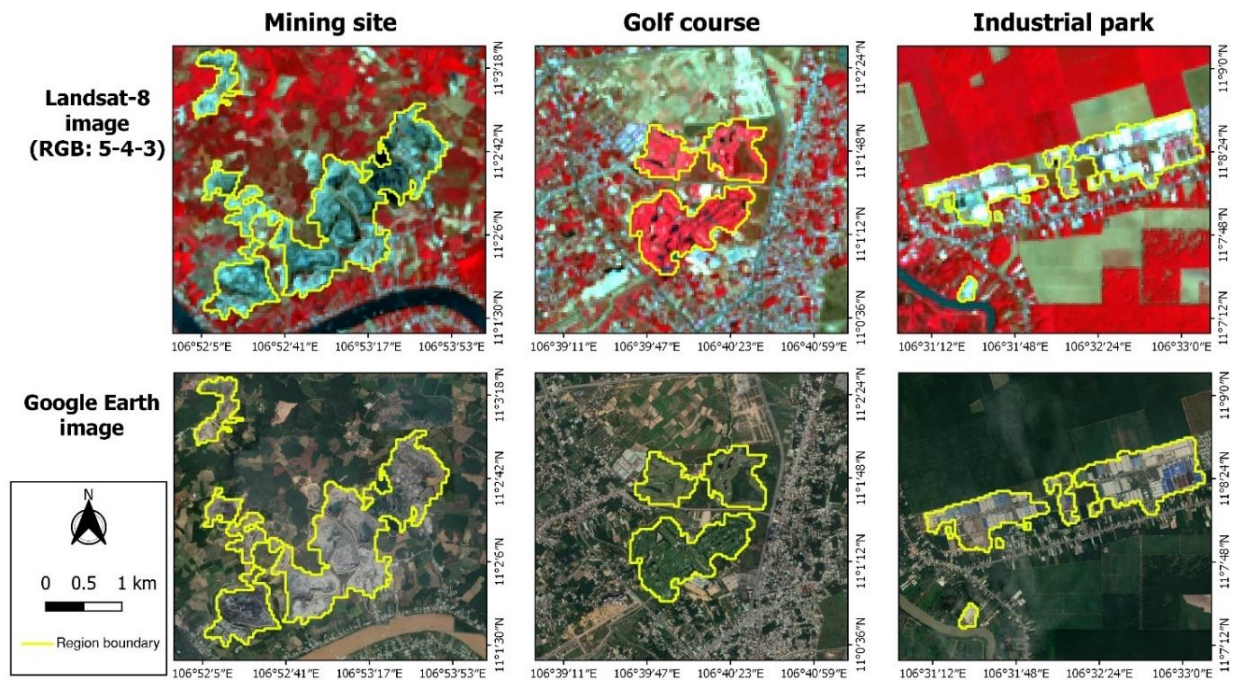 Mining site
Golf course
Industrial park
Landsat-8
image
(RGB: 5-4-3)
11°3'18"N
11°2'42"N
11°2'6"N
11°1'30"N
106°52'5"E
106°52'41"E
106°53'17"E
106°53'53"E
11°2'24"N
11°1'48"N
11°1'12"N
11°0'36"N
106°39'11"E
106°39'47"E
106°40'23"E
106°40'59"E
11°9'0"N
11°8'24"N
11°7'48"N
11°7'12"N
106°31'12"E
106°31'48"E
106°32'24"E
106°33'0"E
Google Earth
image
N
0 0.5 1 km
Region boundary
11°3'18"N
11°2'42"N
11°2'6"N
11°1'30"N
106°52'5"E
106°52'41"E
106°53'17"E
106°53'53"E
11°2'24"N
11°1'48"N
11°1'12"N
11°0'36"N
106°39'11"E
106°39'47"E
106°40'23"E
106°40'59"E
11°9'0"N
11°8'24"N
11°7'48"N
11°7'12"N
106°31'12"E
106°31'48"E
106°32'24"E
106°33'0"E